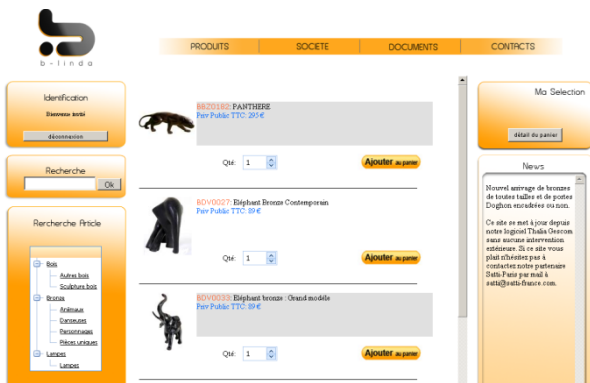 b-linda
PRODUITS SOCIETE DOCUMENTS CONTACTS
Identification
Bienvenu invité
déconnexion
Recherche
Ok
Rercherche Article
Bois
Autres bois
Sculpture bois
Bronze
Animaux
Danseuses
Personnages
Pièces uniques
Lampes
Lampes
BBZ0182: PANTHERE
Prix Public TTC: 295 €
Qté: 1
Ajouter au panier
BDV0027: Eléphant Bronze Contemporain
Prix Public TTC: 89 €
Qté: 1
Ajouter au panier
BDV0033: Eléphant bronze : Grand modèle
Prix Public TTC: 89 €
Qté: 1
Ajouter au panier
Ma Selection
détail du panier
News
Nouvel arrivage de bronzes
de toutes tailles et de portes
Doghon encadrées ou non.
Ce site se met à jour depuis
notre logiciel Thalia Gescom
sans aucune intervention
extérieure. Si ce site vous
plait n'hésitez pas à
contactez notre partenaire
Satti-Paris par mail à
satti@satti-france.com.